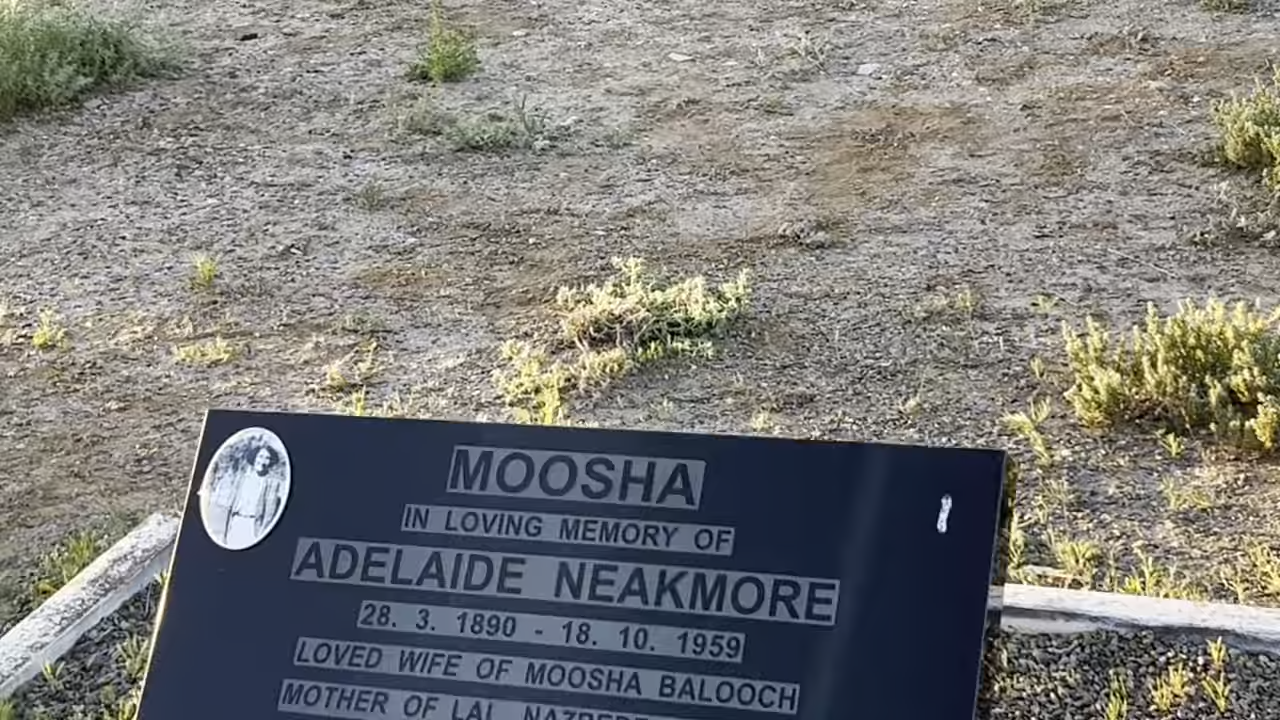 MOOSHA
IN LOVING MEMORY OF
ADELAIDE NEAKMORE
28. 3. 1890 - 18. 10. 1959
LOVED WIFE OF MOOSHA BALOOCH
MOTHER OF LAL